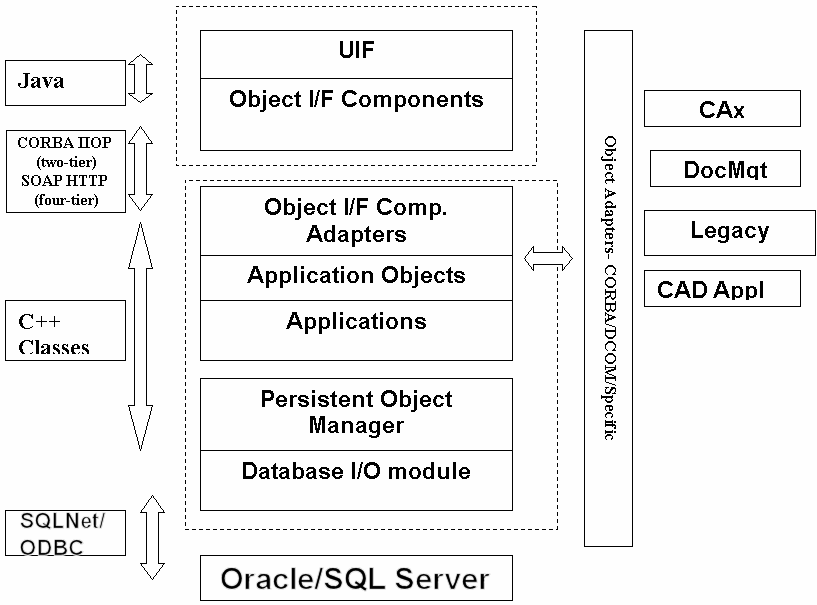 UIF
Object I/F Components
Java
CORBA IIOP
(two-tier)
SOAP HTTP
(four-tier)
Object I/F Comp.
Adapters
Application Objects
Applications
C++
Classes
Persistent Object
Manager
Database I/O module
SQLNet/
ODBC
Oracle/SQL Server
Object Adapters- CORBA/DCOM/Specific
CAx
DocMgt
Legacy
CAD Appl